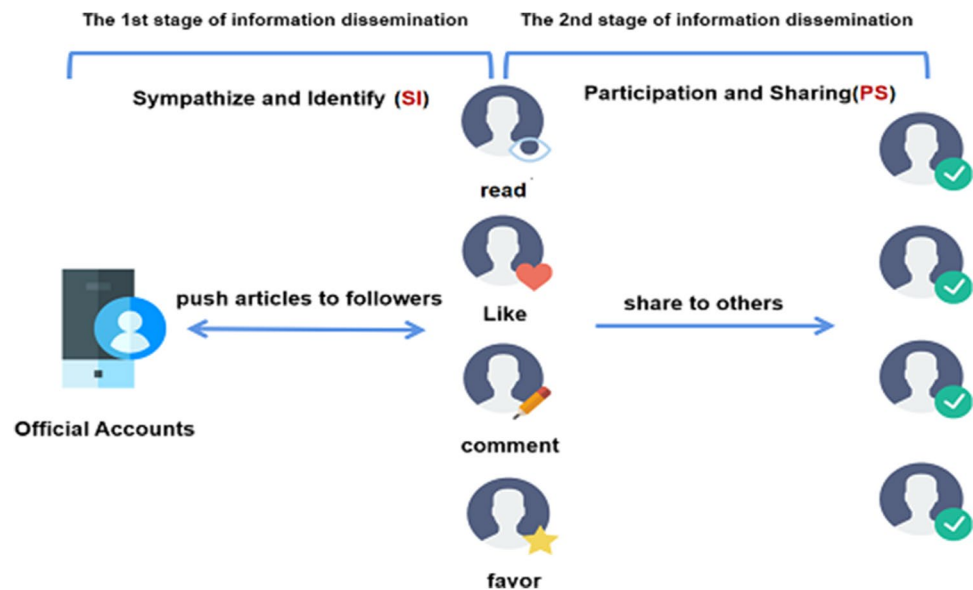 The 1st stage of information dissemination
The 2nd stage of information dissemination
Sympathize and Identify (SI)
Participation and Sharing(PS)
read
push articles to followers
Like
share to others
Official Accounts
comment
favor